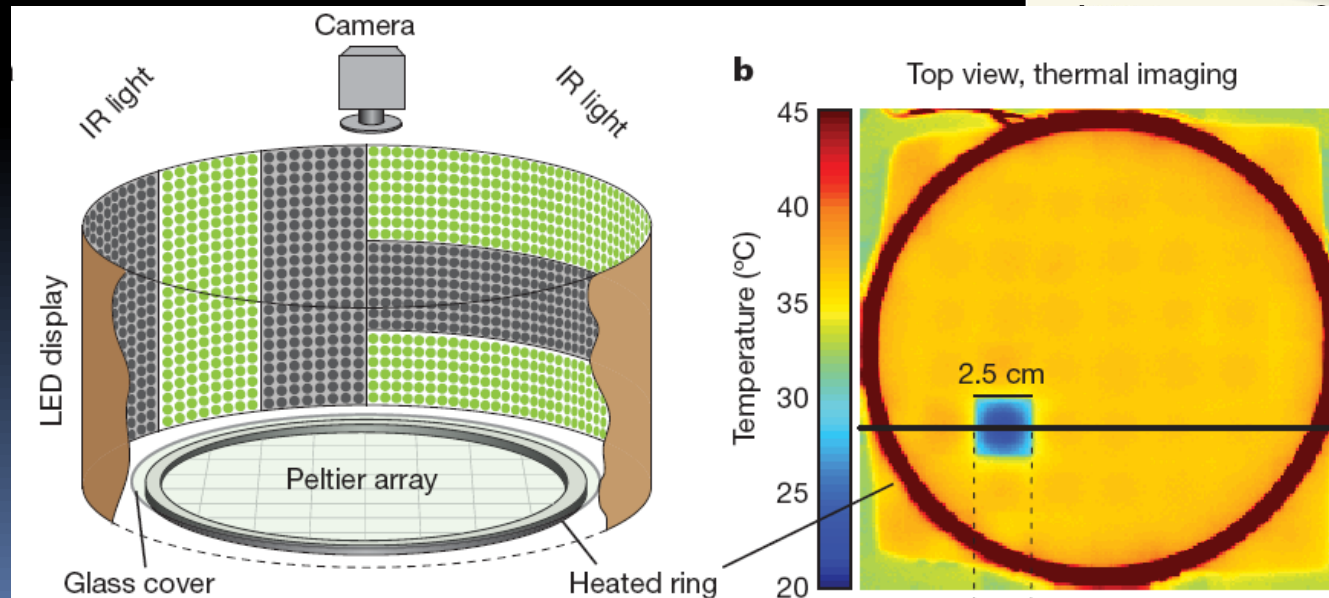 Camera
IR light
IR light
LED display
Peltier array
Glass cover
Heated ring
b
Top view, thermal imaging
45
40
35
30
25
20
Temperature (°C)
2.5 cm